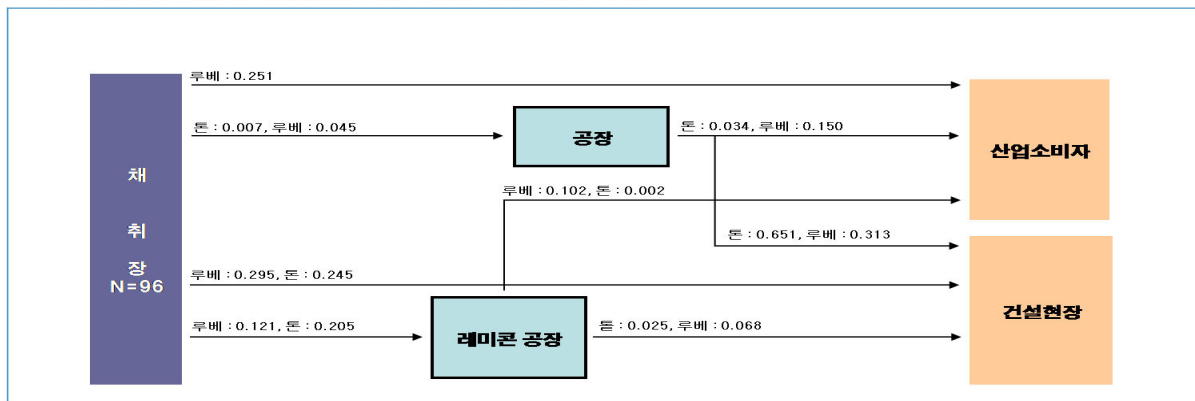 루베 : 0.251
톤 : 0.007, 루베 : 0.045
공장
톤 : 0.034, 루베 : 0.150
산업소비자
채
취
장
N=96
루베 : 0.102, 톤 : 0.002
톤 : 0.651, 루베 : 0.313
루베 : 0.295, 톤 : 0.245
건설현장
루베 : 0.121, 톤 : 0.205
레미콘 공장
톨 : 0.025, 루베 : 0.068